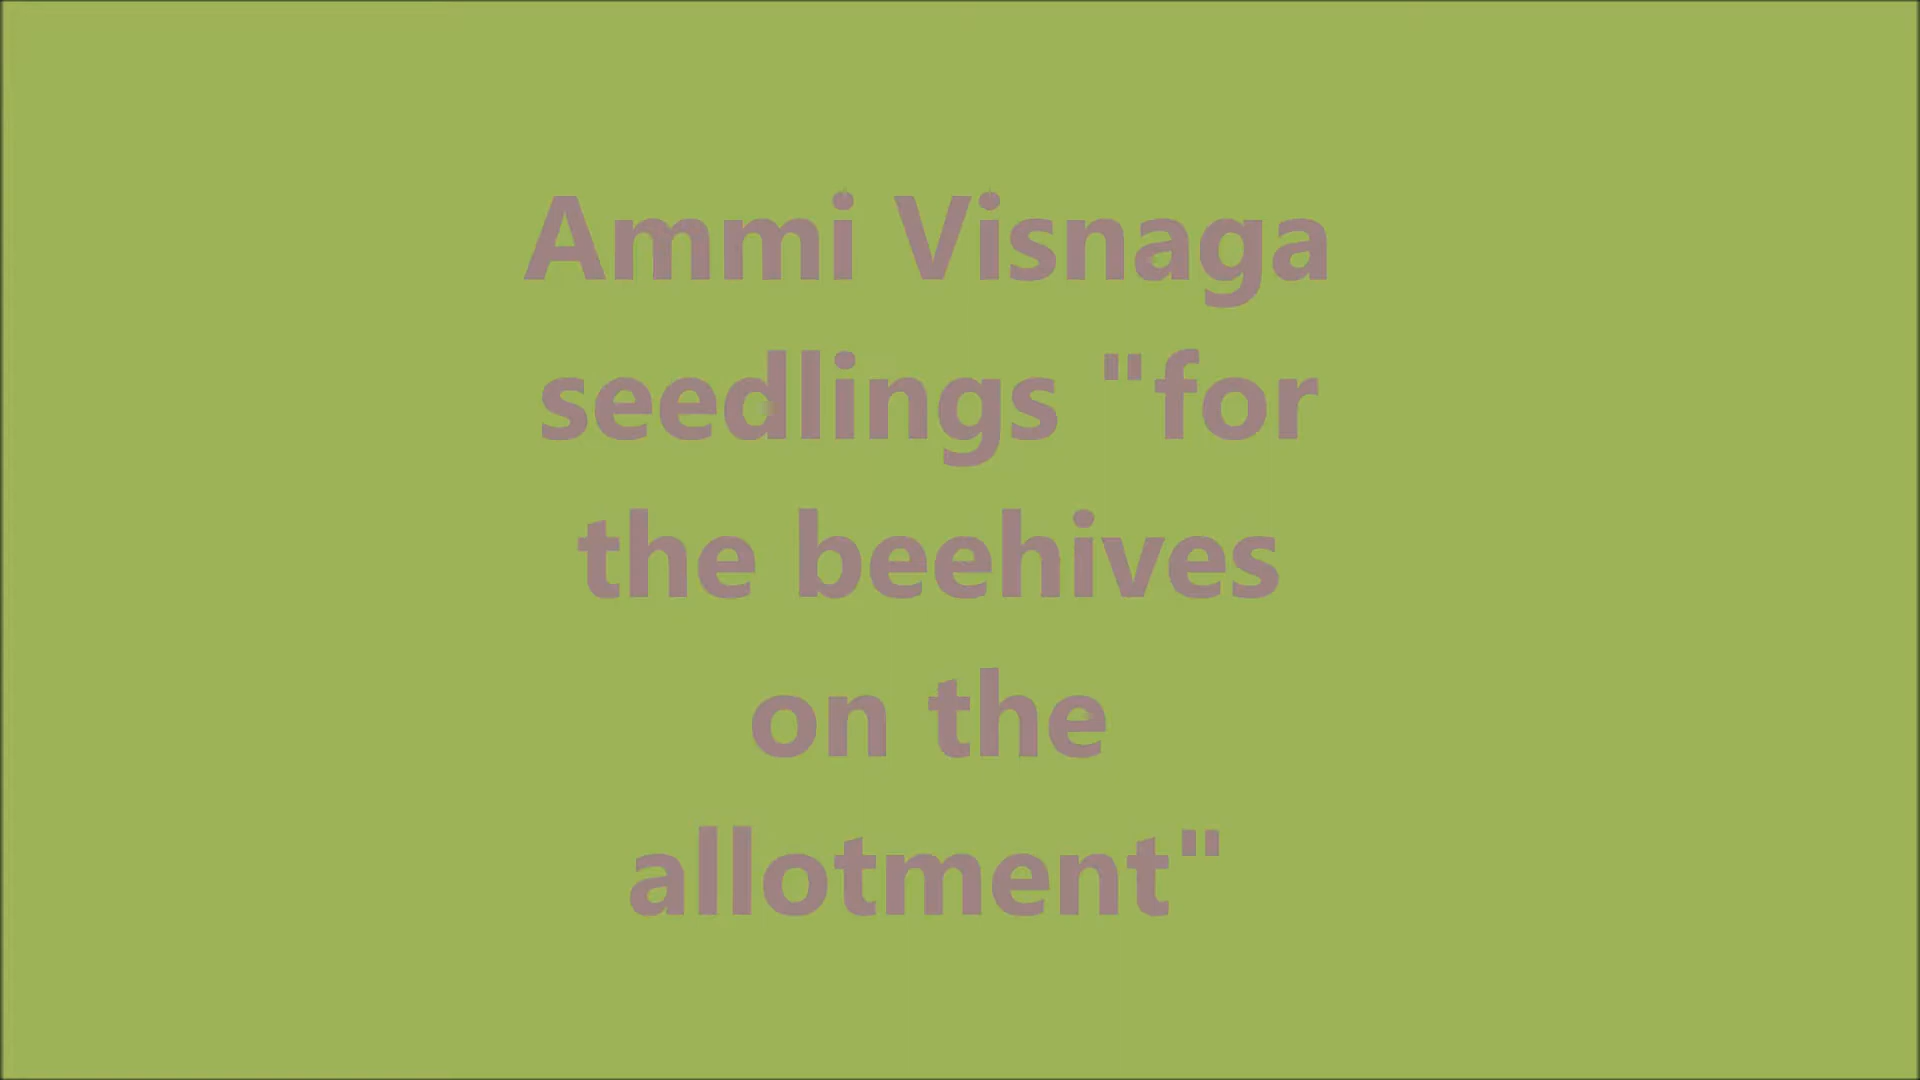 Ammi Visnaga
seedlings "for
the beehives
on the
allotment"